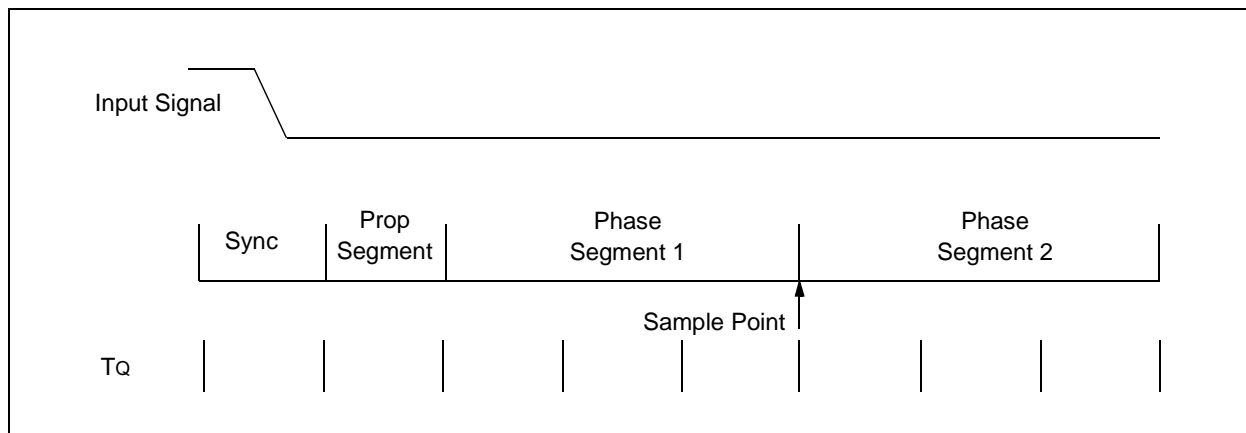 Input Signal
Sync
Prop
Segment
Phase
Segment 1
Phase
Segment 2
Sample Point
TQ